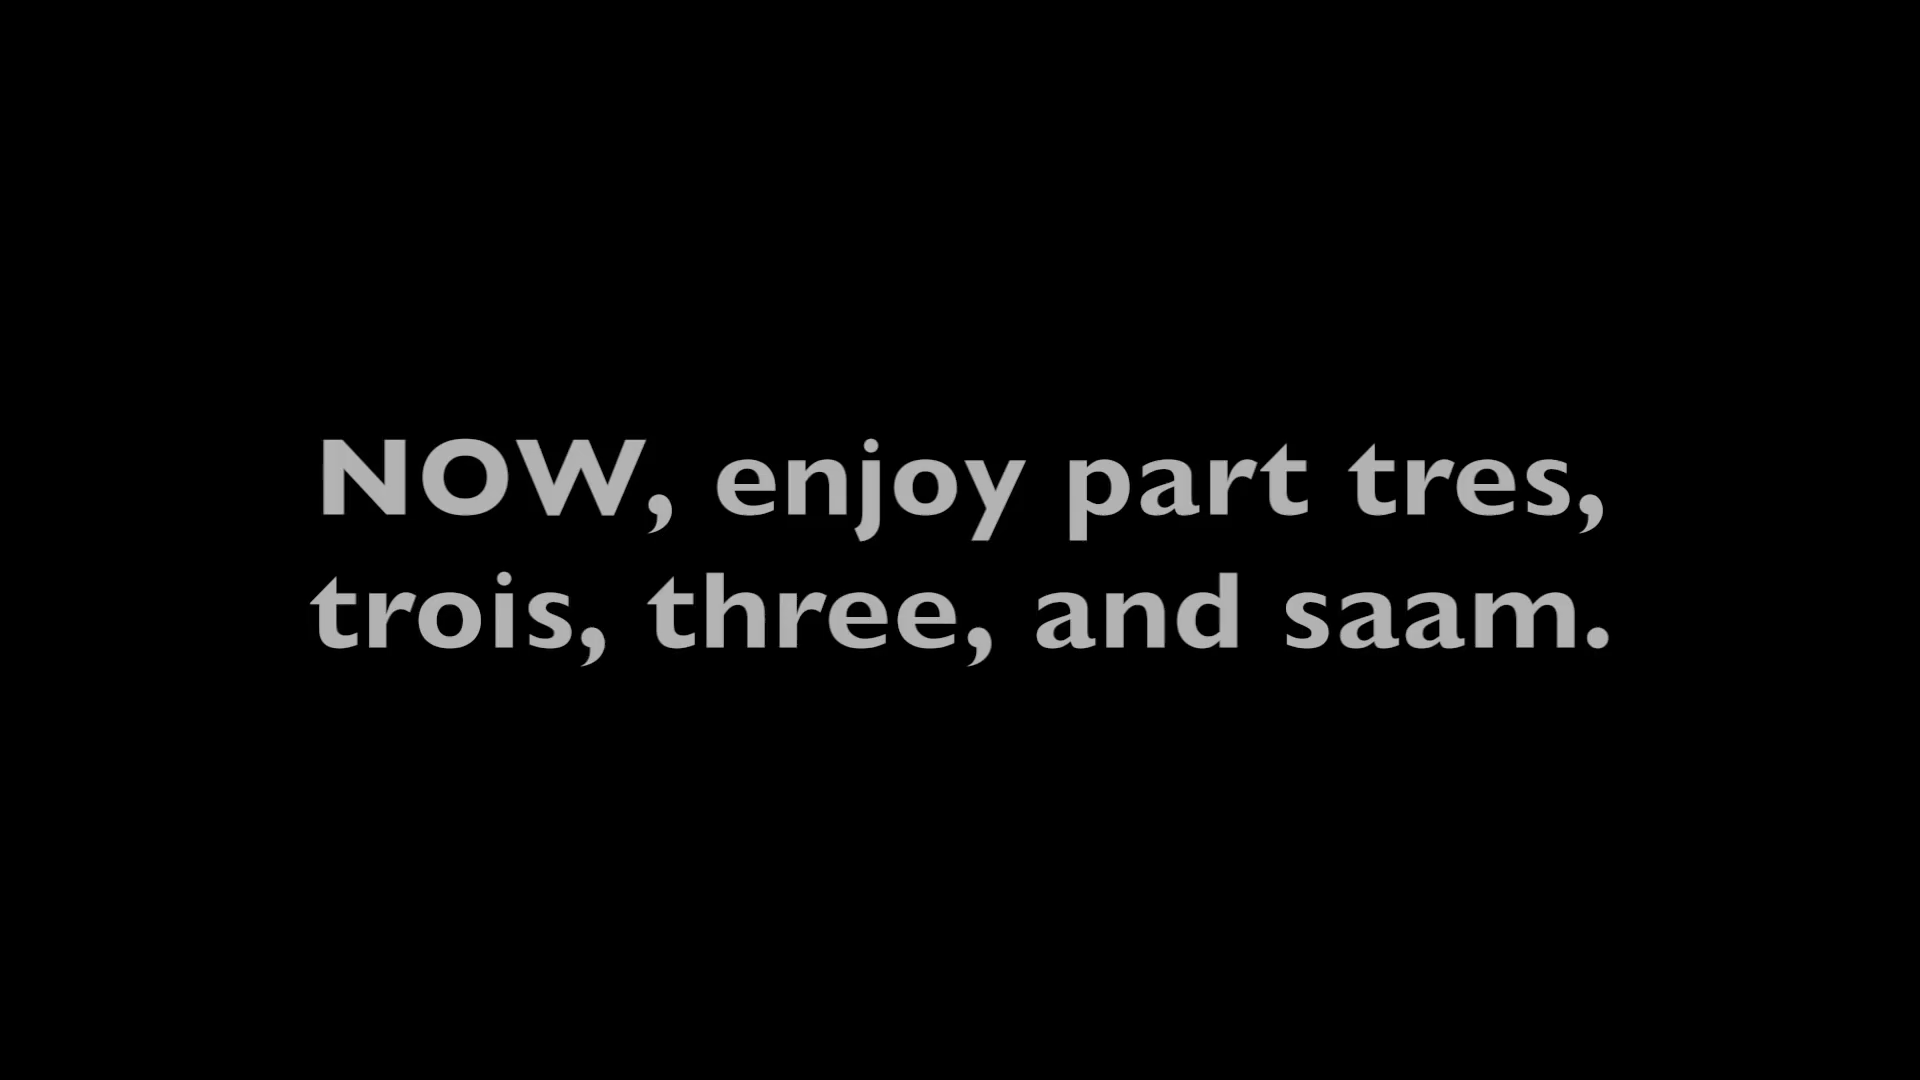 NOW, enjoy part tres,
trois, three, and saam.